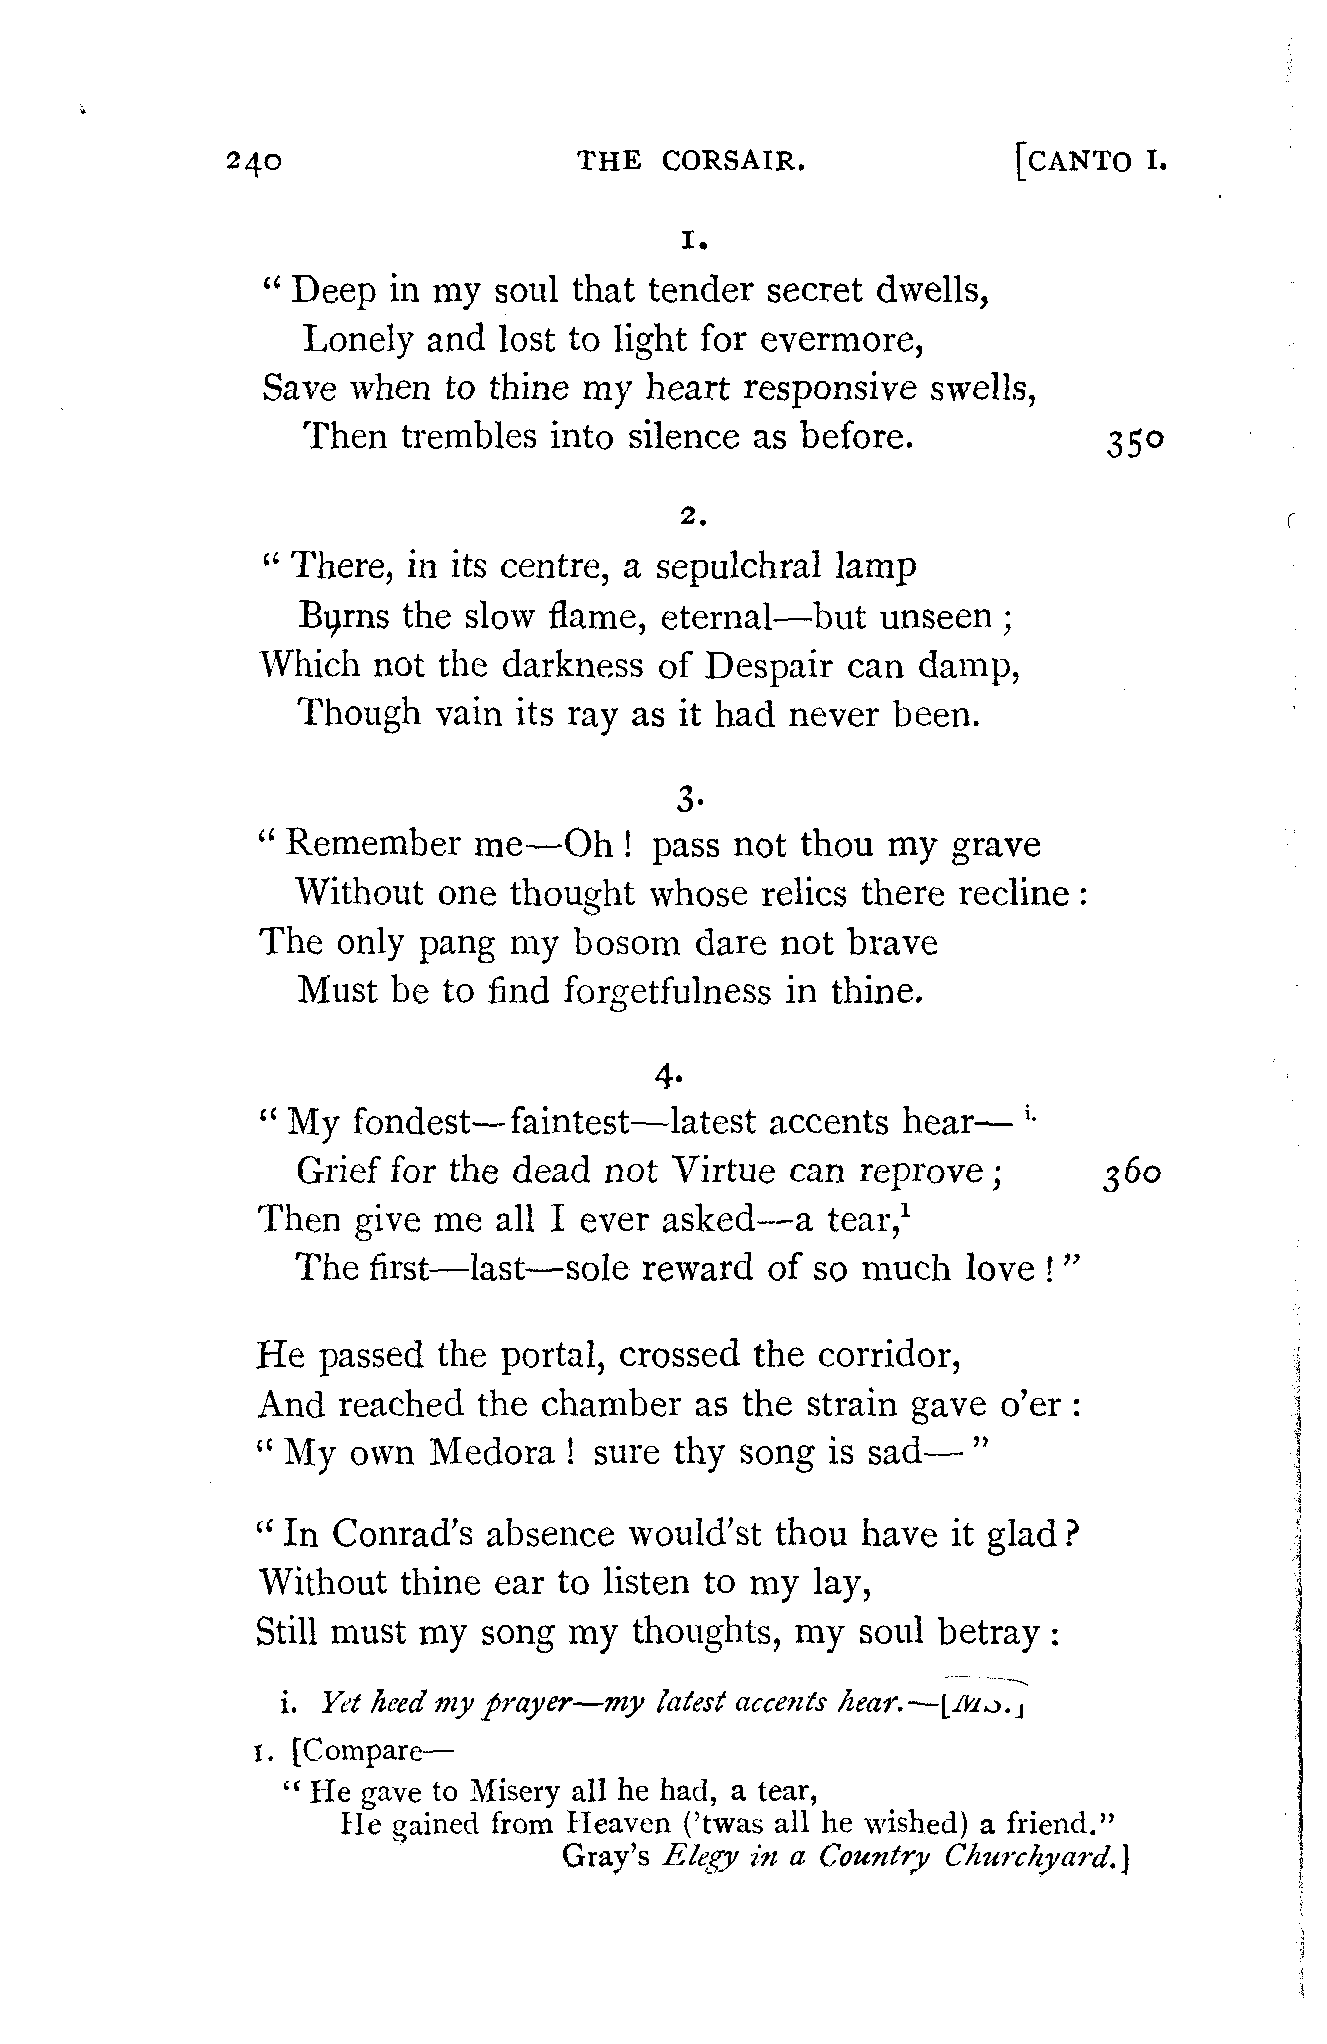 240 THE CORSAIR. [CANTO I.
1.
" Deep in my soul that tender secret dwells,
Lonely and lost to light for evermore,
Save when to thine my heart responsive swells,
Then trembles into silence as before. 350
2.
" There, in its centre, a sepulchral lamp
Burns the slow flame, eternal—but unseen ;
Which not the darkness of Despair can damp,
Though vain its ray as it had never been.
3.
" Remember me—Oh ! pass not thou my grave
Without one thought whose relics there recline :
The only pang my bosom dare not brave
Must be to find forgetfulness in thine.
4.
" My fondest—faintest—latest accents hear— i.
Grief for the dead not Virtue can reprove ; 360
Then give me all I ever asked—a tear,¹
The first—last—sole reward of so much love ! "
He passed the portal, crossed the corridor,
And reached the chamber as the strain gave o'er :
" My own Medora ! sure thy song is sad— "
" In Conrad's absence would'st thou have it glad ?
Without thine ear to listen to my lay,
Still must my song my thoughts, my soul betray :
i. Yet heed my prayer—my latest accents hear.—[MS.]
1. [Compare—
" He gave to Misery all he had, a tear,
He gained from Heaven ('twas all he wished) a friend."
Gray's Elegy in a Country Churchyard.]